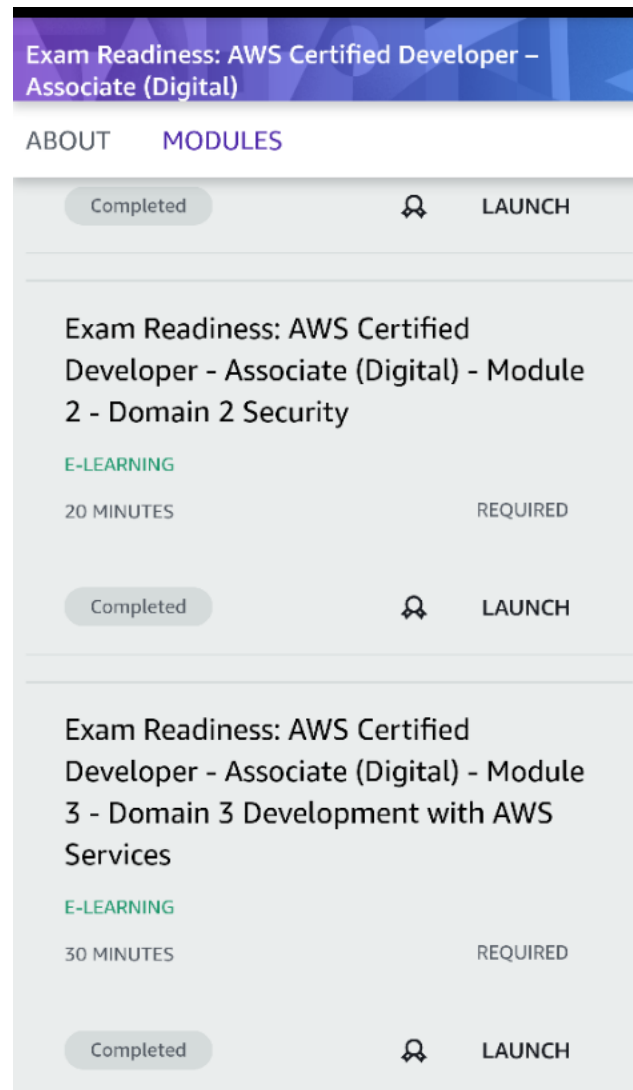 Exam Readiness: AWS Certified Developer –
Associate (Digital)
ABOUT MODULES
Completed LAUNCH
Exam Readiness: AWS Certified
Developer - Associate (Digital) - Module
2 - Domain 2 Security
E-LEARNING
20 MINUTES REQUIRED
Completed LAUNCH
Exam Readiness: AWS Certified
Developer - Associate (Digital) - Module
3 - Domain 3 Development with AWS
Services
E-LEARNING
30 MINUTES REQUIRED
Completed LAUNCH